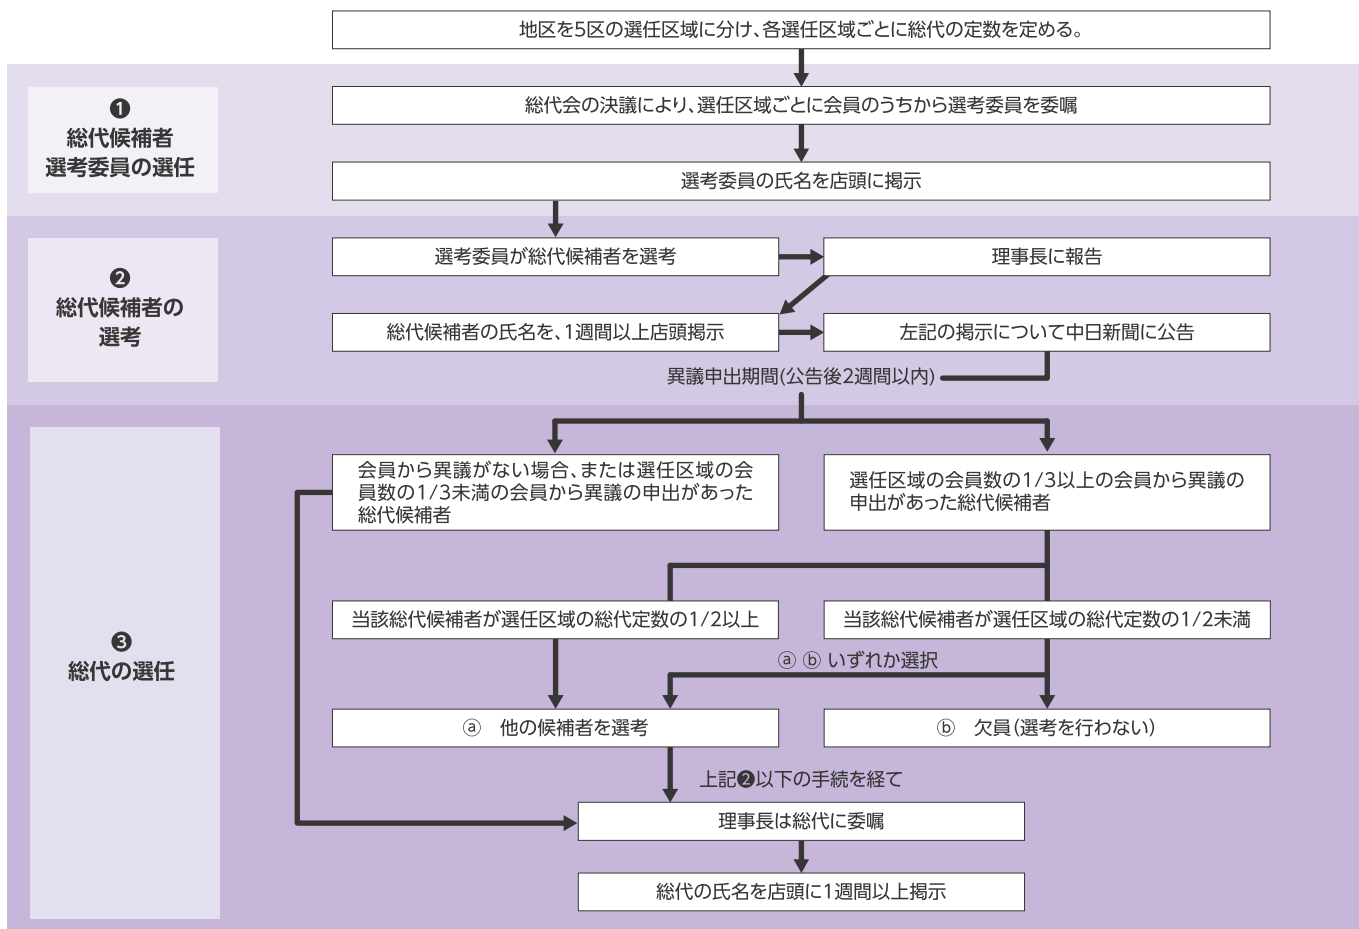 地区を5区の選任区域に分け、各選任区域ごとに総代の定数を定める。
❶
総代候補者
選考委員の選任
総代会の決議により、選任区域ごとに会員のうちから選考委員を委嘱
選考委員の氏名を店頭に掲示
❷
総代候補者の
選考
選考委員が総代候補者を選考
理事長に報告
総代候補者の氏名を、1週間以上店頭掲示
左記の掲示について中日新聞に公告
異議申出期間(公告後2週間以内)
❸
総代の選任
会員から異議がない場合、または選任区域の会
員数の1/3未満の会員から異議の申出があった
総代候補者
選任区域の会員数の1/3以上の会員から異議の
申出があった総代候補者
当該総代候補者が選任区域の総代定数の1/2以上
当該総代候補者が選任区域の総代定数の1/2未満
ⓐ ⓑ いずれか選択
ⓐ 他の候補者を選考
ⓑ 欠員(選考を行わない)
上記❷以下の手続を経て
理事長は総代に委嘱
総代の氏名を店頭に1週間以上掲示